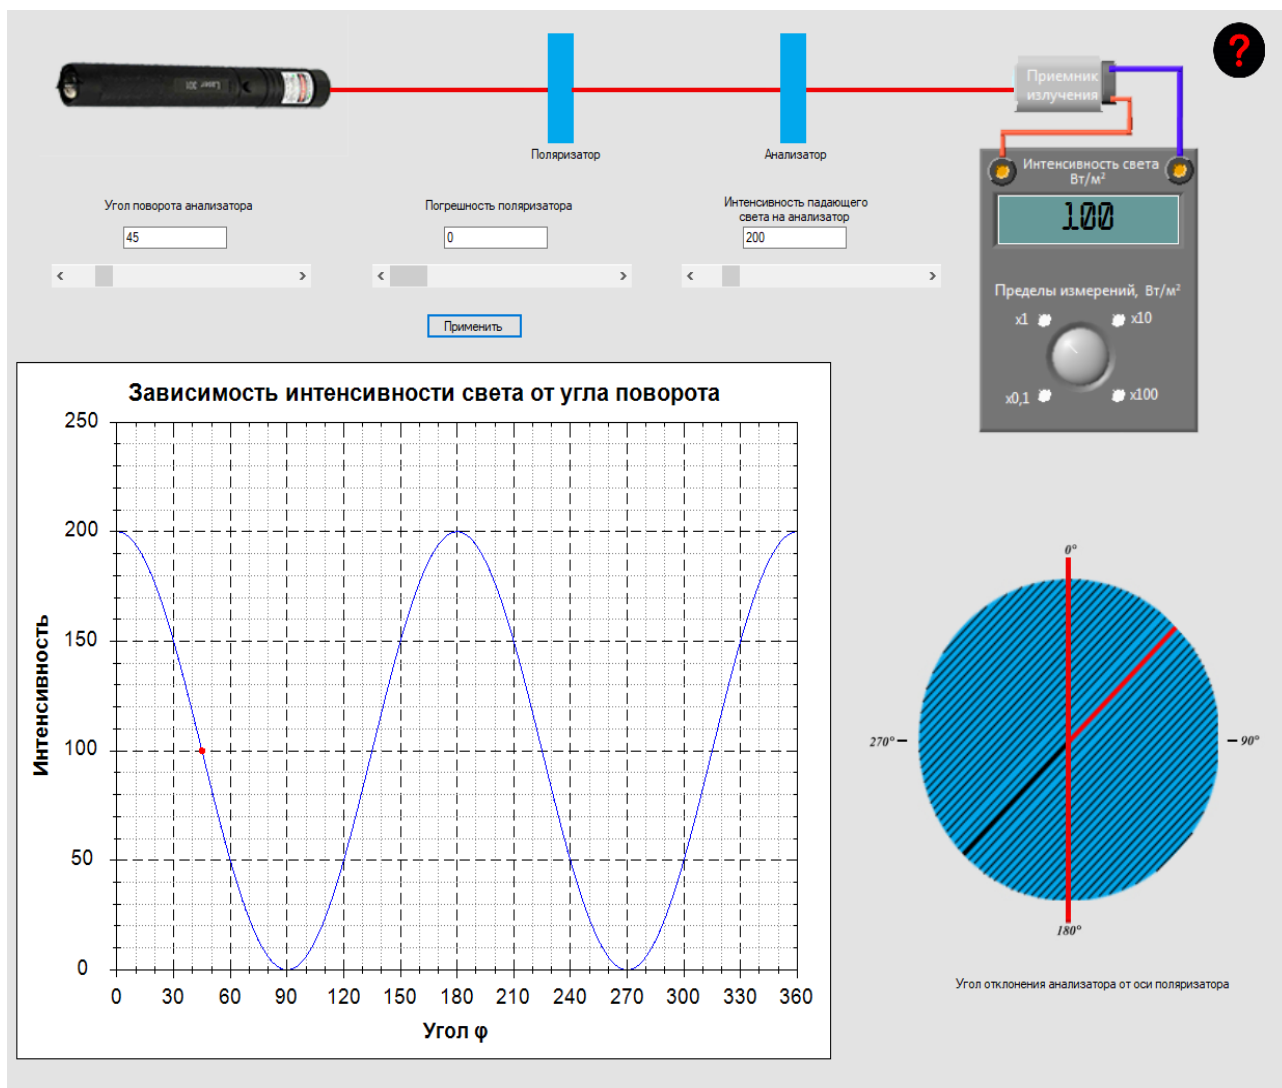 ?
Laser 301
Приемник
излучения
Поляризатор
Анализатор
Интенсивность света
Вт/м²
100
Угол поворота анализатора
45
Погрешность поляризатора
0
Интенсивность падающего
света на анализатор
200
Пределы измерений, Вт/м²
x1
x10
x0,1
x100
Применить
Зависимость интенсивности света от угла поворота
Интенсивность
250
200
150
100
50
0
0 30 60 90 120 150 180 210 240 270 300 330 360
Угол φ
0°
270°
90°
180°
Угол отклонения анализатора от оси поляризатора